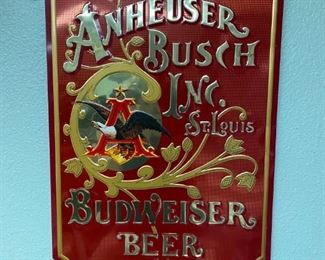 ANHEUSER
BUSCH
INC.
ST. LOUIS
A
BUDWEISER
BEER